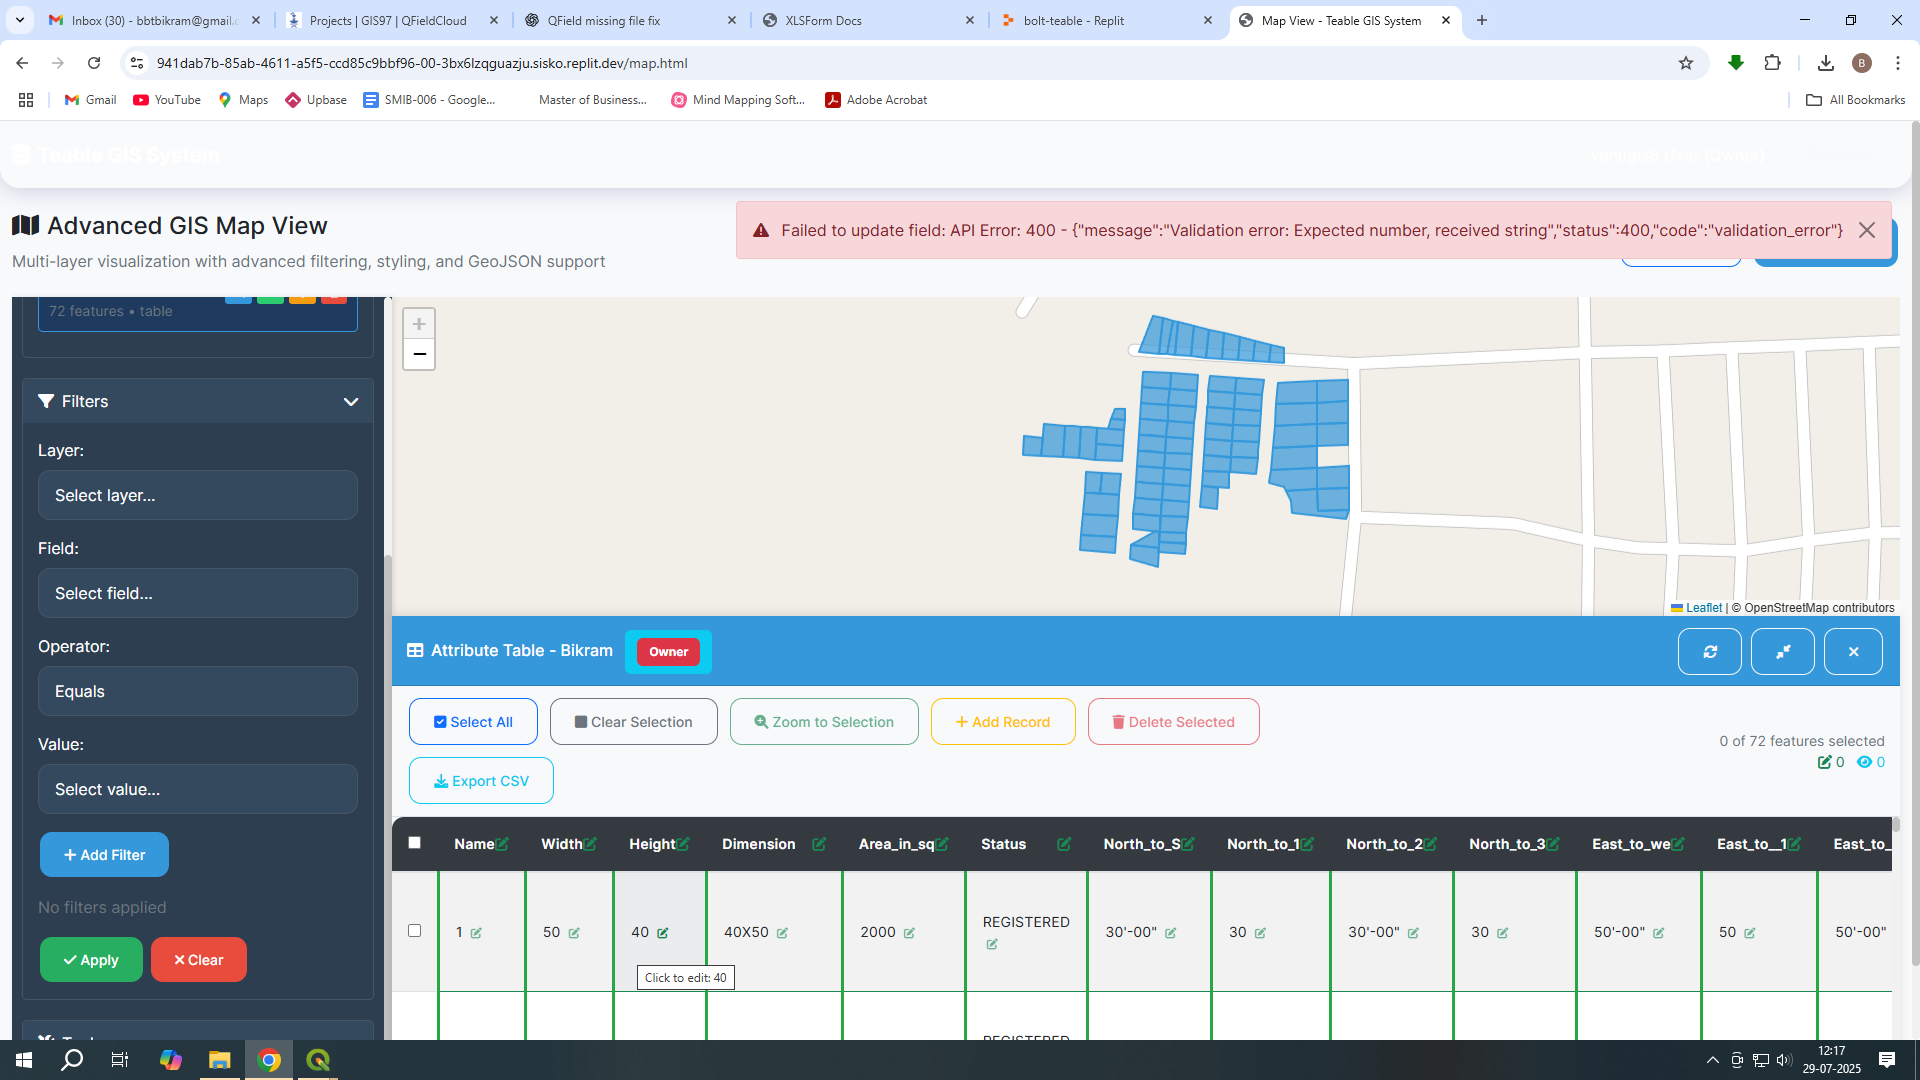 Inbox (30) - bbtbikram@gmail.c
Projects | GIS97 | QFieldCloud
QField missing file fix
XLSForm Docs
bolt-teable - Replit
Map View - Teable GIS System
941dab7b-85ab-4611-a5f5-ccd85c9bbf96-00-3bx6lzqguazju.sisko.replit.dev/map.html
B
Gmail
YouTube
Maps
Upbase
SMIB-006 - Google...
Master of Business...
Mind Mapping Soft...
Adobe Acrobat
All Bookmarks
Teable GIS System
Advanced GIS Map View
Failed to update field: API Error: 400 - {"message":"Validation error: Expected number, received string","status":400,"code":"validation_error"}
Multi-layer visualization with advanced filtering, styling, and GeoJSON support
72 features • table
Filters
Layer:
Select layer...
Field:
Select field...
Operator:
Equals
Value:
Select value...
+ Add Filter
No filters applied
Apply
Clear
+
−
Leaflet | © OpenStreetMap contributors
Attribute Table - Bikram
Owner
Select All
Clear Selection
Zoom to Selection
+ Add Record
Delete Selected
Export CSV
0 of 72 features selected
0 0
Name Width Height Dimension Area_in_sq Status North_to_S North_to_1 North_to_2 North_to_3 East_to_we East_to__1 East_to_
1 50 40 40X50 2000 REGISTERED 30'-00" 30 30'-00" 30 50'-00" 50 50'-00"
Click to edit: 40
REGISTERED
12:17
29-07-2025